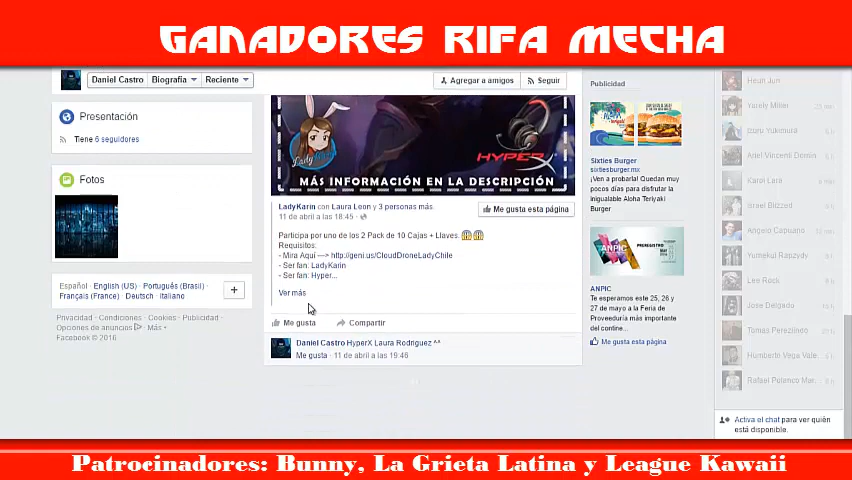 GANADORES RIFA MECHA
Daniel Castro Biografía Reciente
Agregar a amigos Seguir
Presentación
Tiene 6 seguidores
Fotos
Español · English (US) · Português (Brasil) ·
Français (France) · Deutsch · Italiano
Privacidad · Condiciones · Cookies · Publicidad ·
Opciones de anuncios · Más
Facebook © 2016
LadyKarin
HYPERX
MÁS INFORMACIÓN EN LA DESCRIPCIÓN
LadyKarin con Laura Leon y 3 personas más.
11 de abril a las 18:45 ·
Me gusta esta página
Participa por uno de los 2 Pack de 10 Cajas + Llaves.
Requisitos:
- Mira Aquí —> http://geni.us/CloudDroneLadyChile
- Ser fan: LadyKarin
- Ser fan: Hyper...
Ver más
Me gusta Compartir
Daniel Castro HyperX Laura Rodriguez ^^
Me gusta · 11 de abril a las 19:46
Publicidad
Sixties Burger
sixtiesburger.mx
¡Ven a probarla! Quedan muy
pocos días para disfrutar la
inigualable Aloha Teriyaki
Burger
PREREGISTRO
ANPIC
Te esperamos este 25, 26 y
27 de mayo a la Feria de
Proveeduría más importante
del contine...
Me gusta esta página
Heun Jun
Yarely Miller
Izuru Yukimura 6 h
Ariel Vincenti Demin
Karol Lara
Israel Blizzed
Angelo Capuano
Yumekui Rapzydy
Lee Rock
Jose Delgado
Tomas Perezlindo
Humberto Vega Vale...
Rafael Polanco Mar...
Activa el chat para ver quién
está disponible.
Patrocinadores: Bunny, La Grieta Latina y League Kawaii